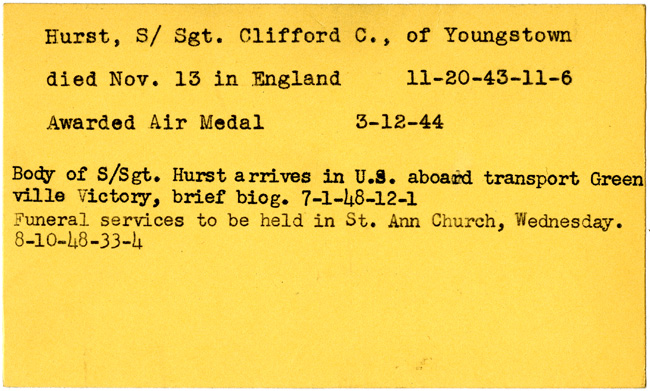 Hurst, S/ Sgt. Clifford C., of Youngstown
died Nov. 13 in England 11-20-43-11-6
Awarded Air Medal 3-12-44
Body of S/Sgt. Hurst arrives in U.S. aboard transport Green
ville Victory, brief biog. 7-1-48-12-1
Funeral services to be held in St. Ann Church, Wednesday.
8-10-48-33-4